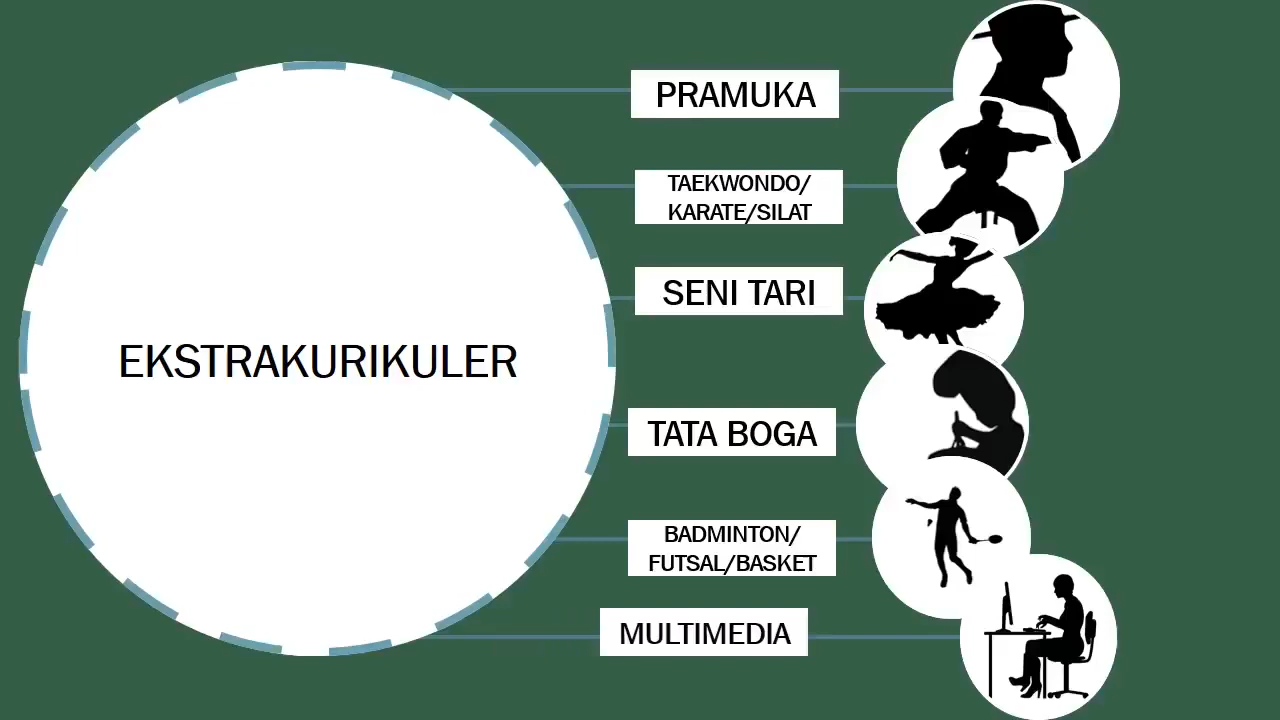 EKSTRAKURIKULER
PRAMUKA
TAEKWONDO/
KARATE/SILAT
SENI TARI
TATA BOGA
BADMINTON/
FUTSAL/BASKET
MULTIMEDIA